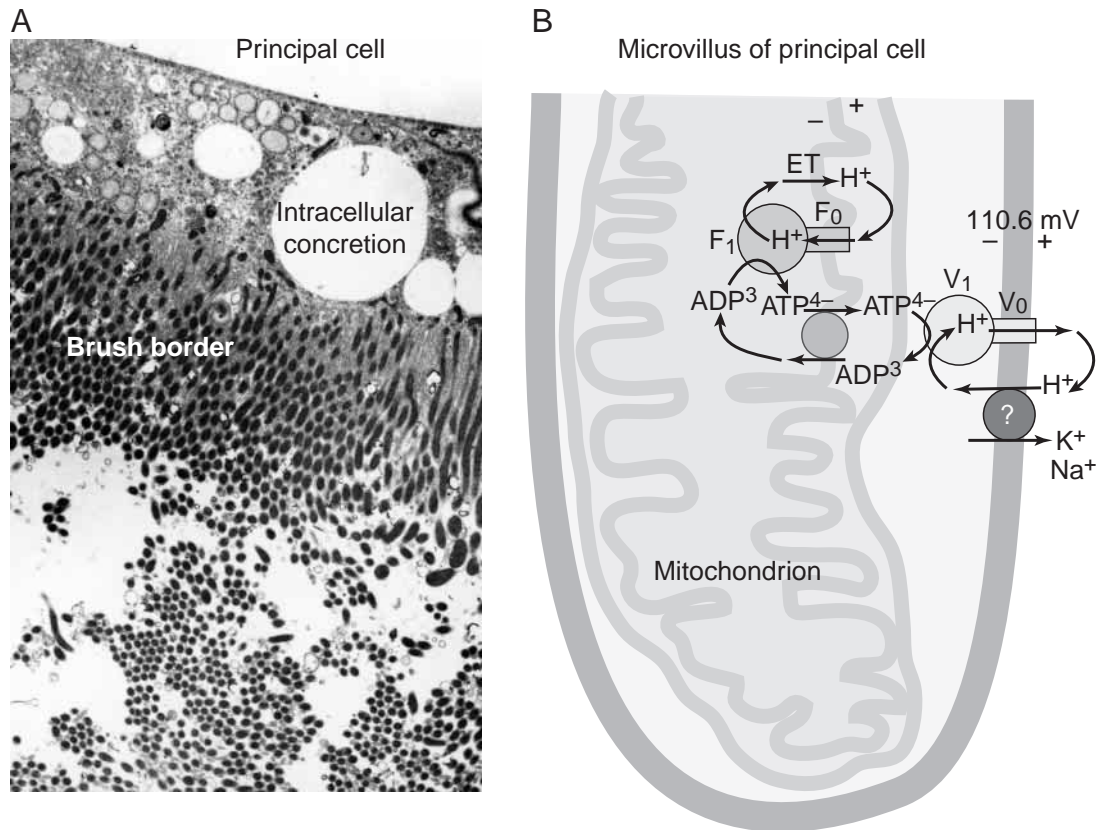 A
Principal cell
Intracellular
concretion
Brush border
B
Microvillus of principal cell
+
–
ET
H+
F0
F1
H+
110.6 mV
– +
ADP3
ATP4–
ATP4–
V1
V0
H+
ADP3
H+
?
K+
Na+
Mitochondrion